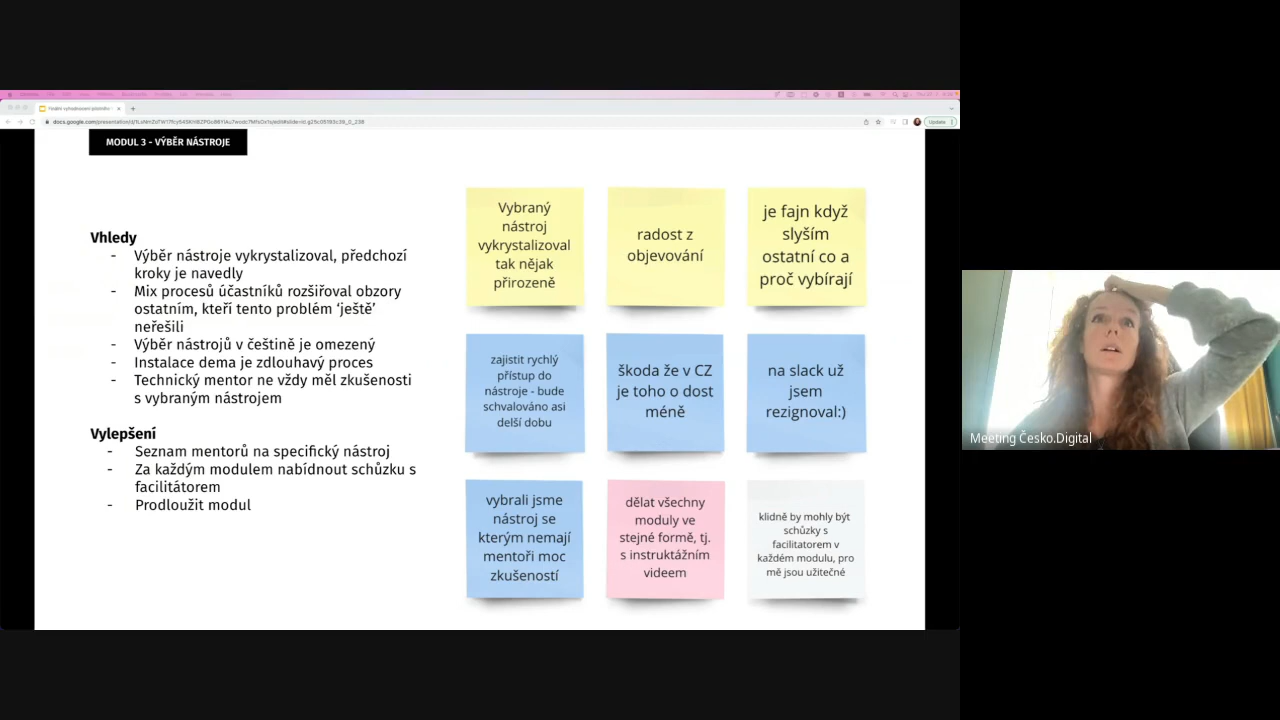 MODUL 3 - VÝBĚR NÁSTROJE
Vhledy
- Výběr nástroje vykrystalizoval, předchozí
kroky je navedly
- Mix procesů účastníků rozšiřoval obzory
ostatním, kteří tento problém ‘ještě’
neřešili
- Výběr nástrojů v češtině je omezený
- Instalace dema je zdlouhavý proces
- Technický mentor ne vždy měl zkušenosti
s vybraným nástrojem
Vylepšení
- Seznam mentorů na specifický nástroj
- Za každým modulem nabídnout schůzku s
facilitátorem
- Prodloužit modul
Vybraný
nástroj
vykrystalizoval
tak nějak
přirozeně
radost z
objevování
je fajn když
slyším
ostatní co a
proč vybírají
zajistit rychlý
přístup do
nástroje - bude
schvalováno asi
delší dobu
škoda že v CZ
je toho o dost
méně
na slack už
jsem
rezignoval:)
vybrali jsme
nástroj se
kterým nemají
mentoři moc
zkušeností
dělat všechny
moduly ve
stejné formě, tj.
s instruktážním
videem
klidně by mohly být
schůzky s
facilitatorem v
každém modulu, pro
mě jsou užitečné
Meeting Česko.Digital
Update